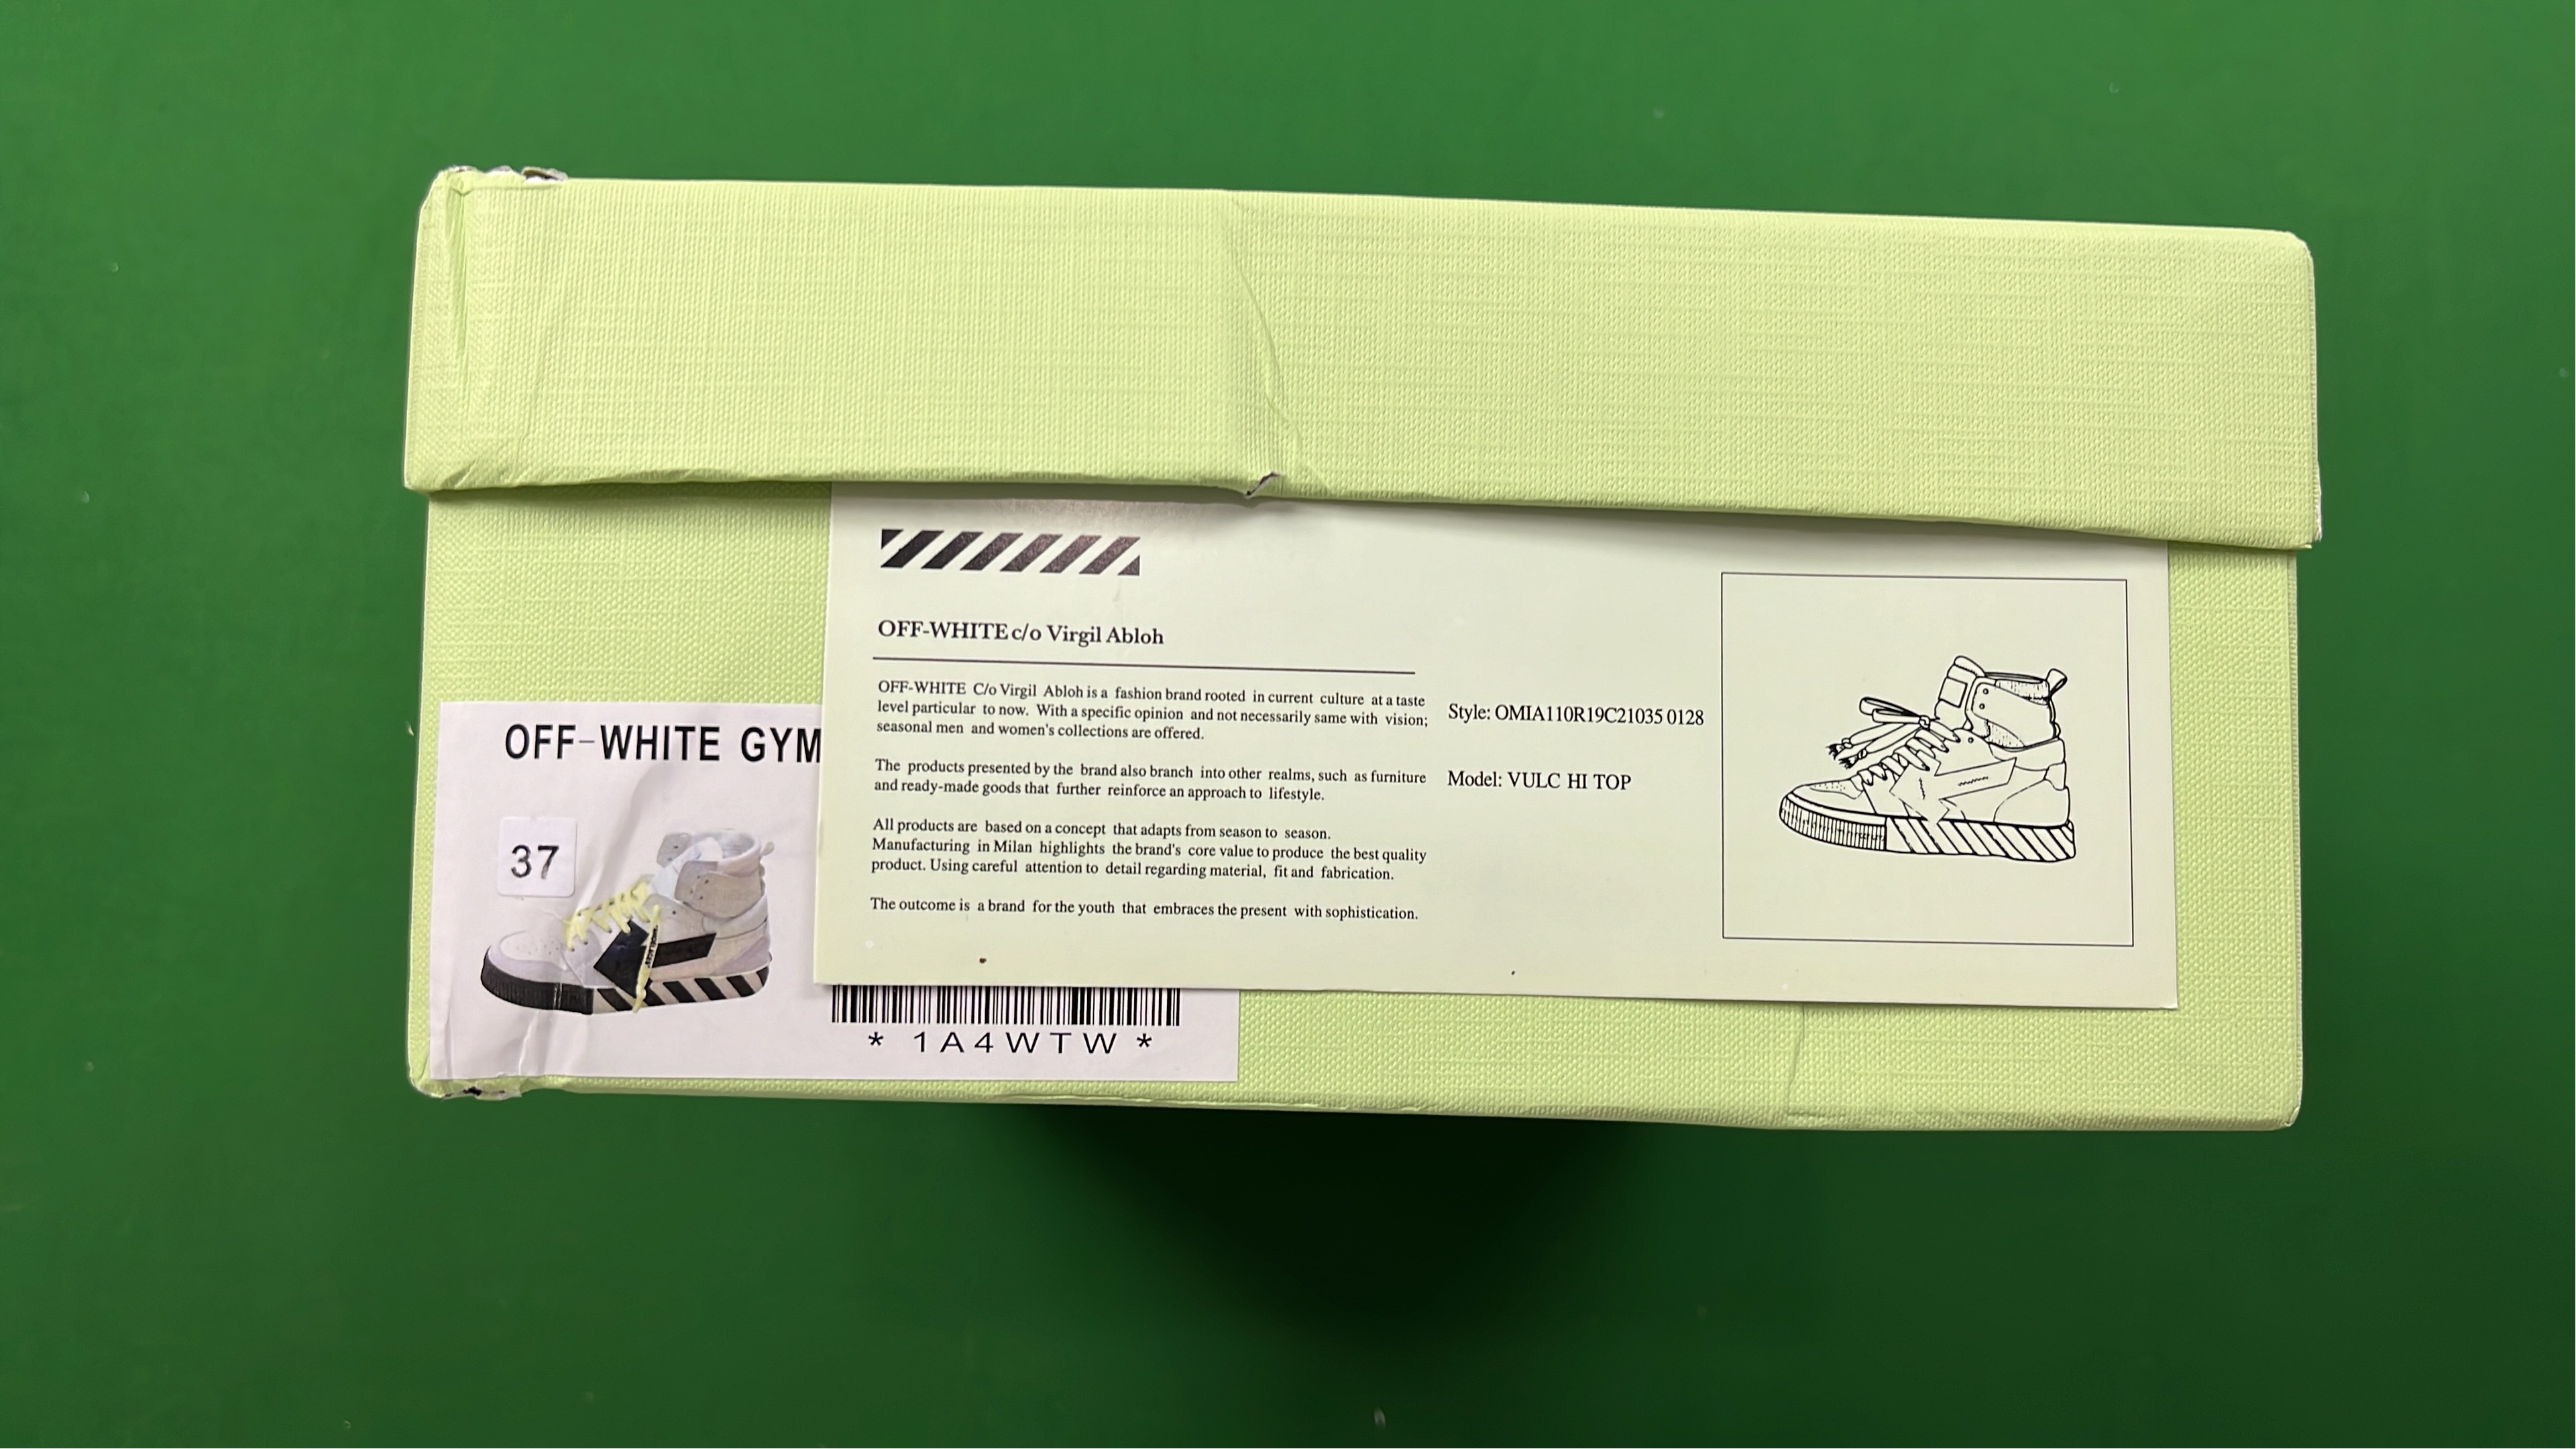 OFF-WHITE c/o Virgil Abloh
OFF-WHITE C/o Virgil Abloh is a fashion brand rooted in current culture at a taste
level particular to now. With a specific opinion and not necessarily same with vision;
seasonal men and women's collections are offered.
The products presented by the brand also branch into other realms, such as furniture
and ready-made goods that further reinforce an approach to lifestyle.
All products are based on a concept that adapts from season to season.
Manufacturing in Milan highlights the brand's core value to produce the best quality
product. Using careful attention to detail regarding material, fit and fabrication.
The outcome is a brand for the youth that embraces the present with sophistication.
Style: OMIA110R19C21035 0128
Model: VULC HI TOP
OFF-WHITE GYM
37
* 1A4WTW *